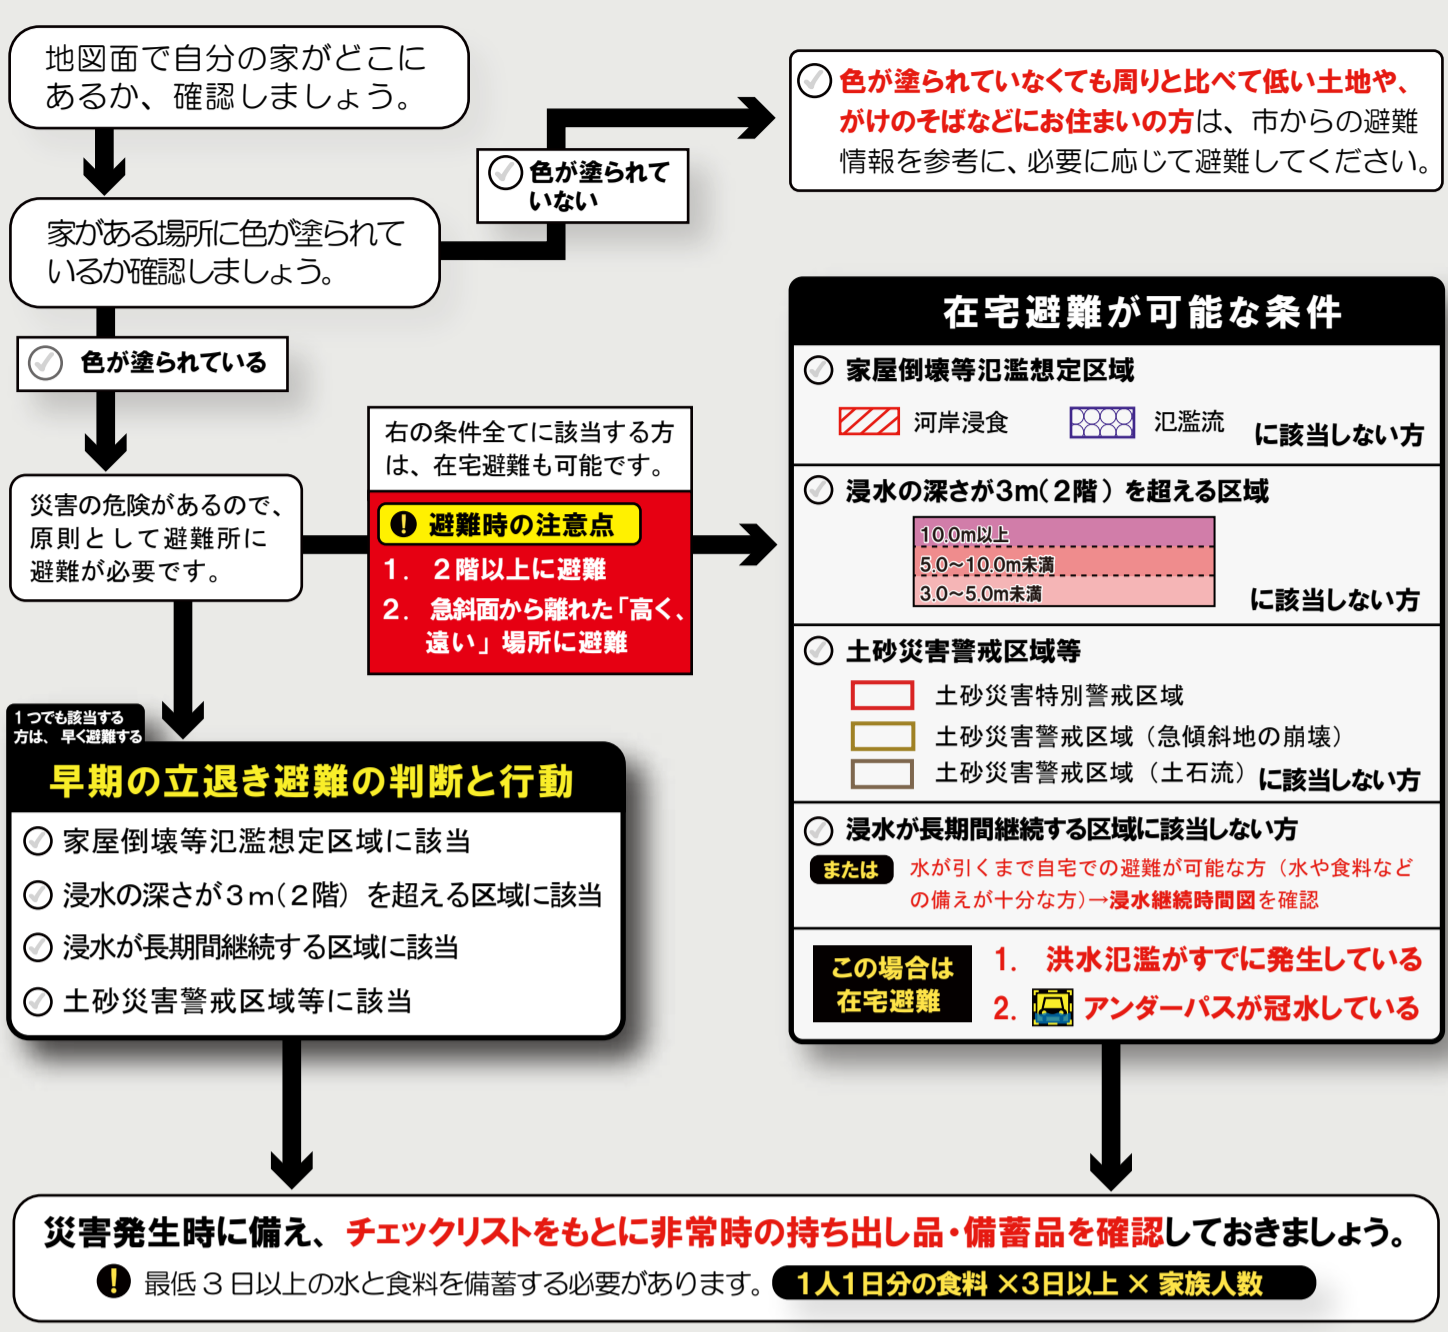 地図面で自分の家がどこに
あるか、確認しましょう。
色が塗られていなくても周りと比べて低い土地や、
がけのそばなどにお住まいの方は、市からの避難
情報を参考に、必要に応じて避難してください。
色が塗られて
いない
家がある場所に色が塗られて
いるか確認しましょう。
色が塗られている
災害の危険があるので、
原則として避難所に
避難が必要です。
右の条件全てに該当する方
は、在宅避難も可能です。
! 避難時の注意点
1. 2階以上に避難
2. 急斜面から離れた「高く、
遠い」場所に避難
在宅避難が可能な条件
家屋倒壊等氾濫想定区域
河岸浸食 氾濫流 に該当しない方
浸水の深さが3m(2階)を超える区域
10.0m以上
5.0～10.0m未満
3.0～5.0m未満
に該当しない方
土砂災害警戒区域等
土砂災害特別警戒区域
土砂災害警戒区域(急傾斜地の崩壊)
土砂災害警戒区域(土石流) に該当しない方
浸水が長期間継続する区域に該当しない方
または 水が引くまで自宅での避難が可能な方(水や食料など
の備えが十分な方)→浸水継続時間図を確認
この場合は
在宅避難
1. 洪水氾濫がすでに発生している
2. アンダーパスが冠水している
1つでも該当する
方は、早く避難する
早期の立退き避難の判断と行動
家屋倒壊等氾濫想定区域に該当
浸水の深さが3m(2階)を超える区域に該当
浸水が長期間継続する区域に該当
土砂災害警戒区域等に該当
災害発生時に備え、チェックリストをもとに非常時の持ち出し品・備蓄品を確認しておきましょう。
! 最低3日以上の水と食料を備蓄する必要があります。 1人1日分の食料×3日以上×家族人数